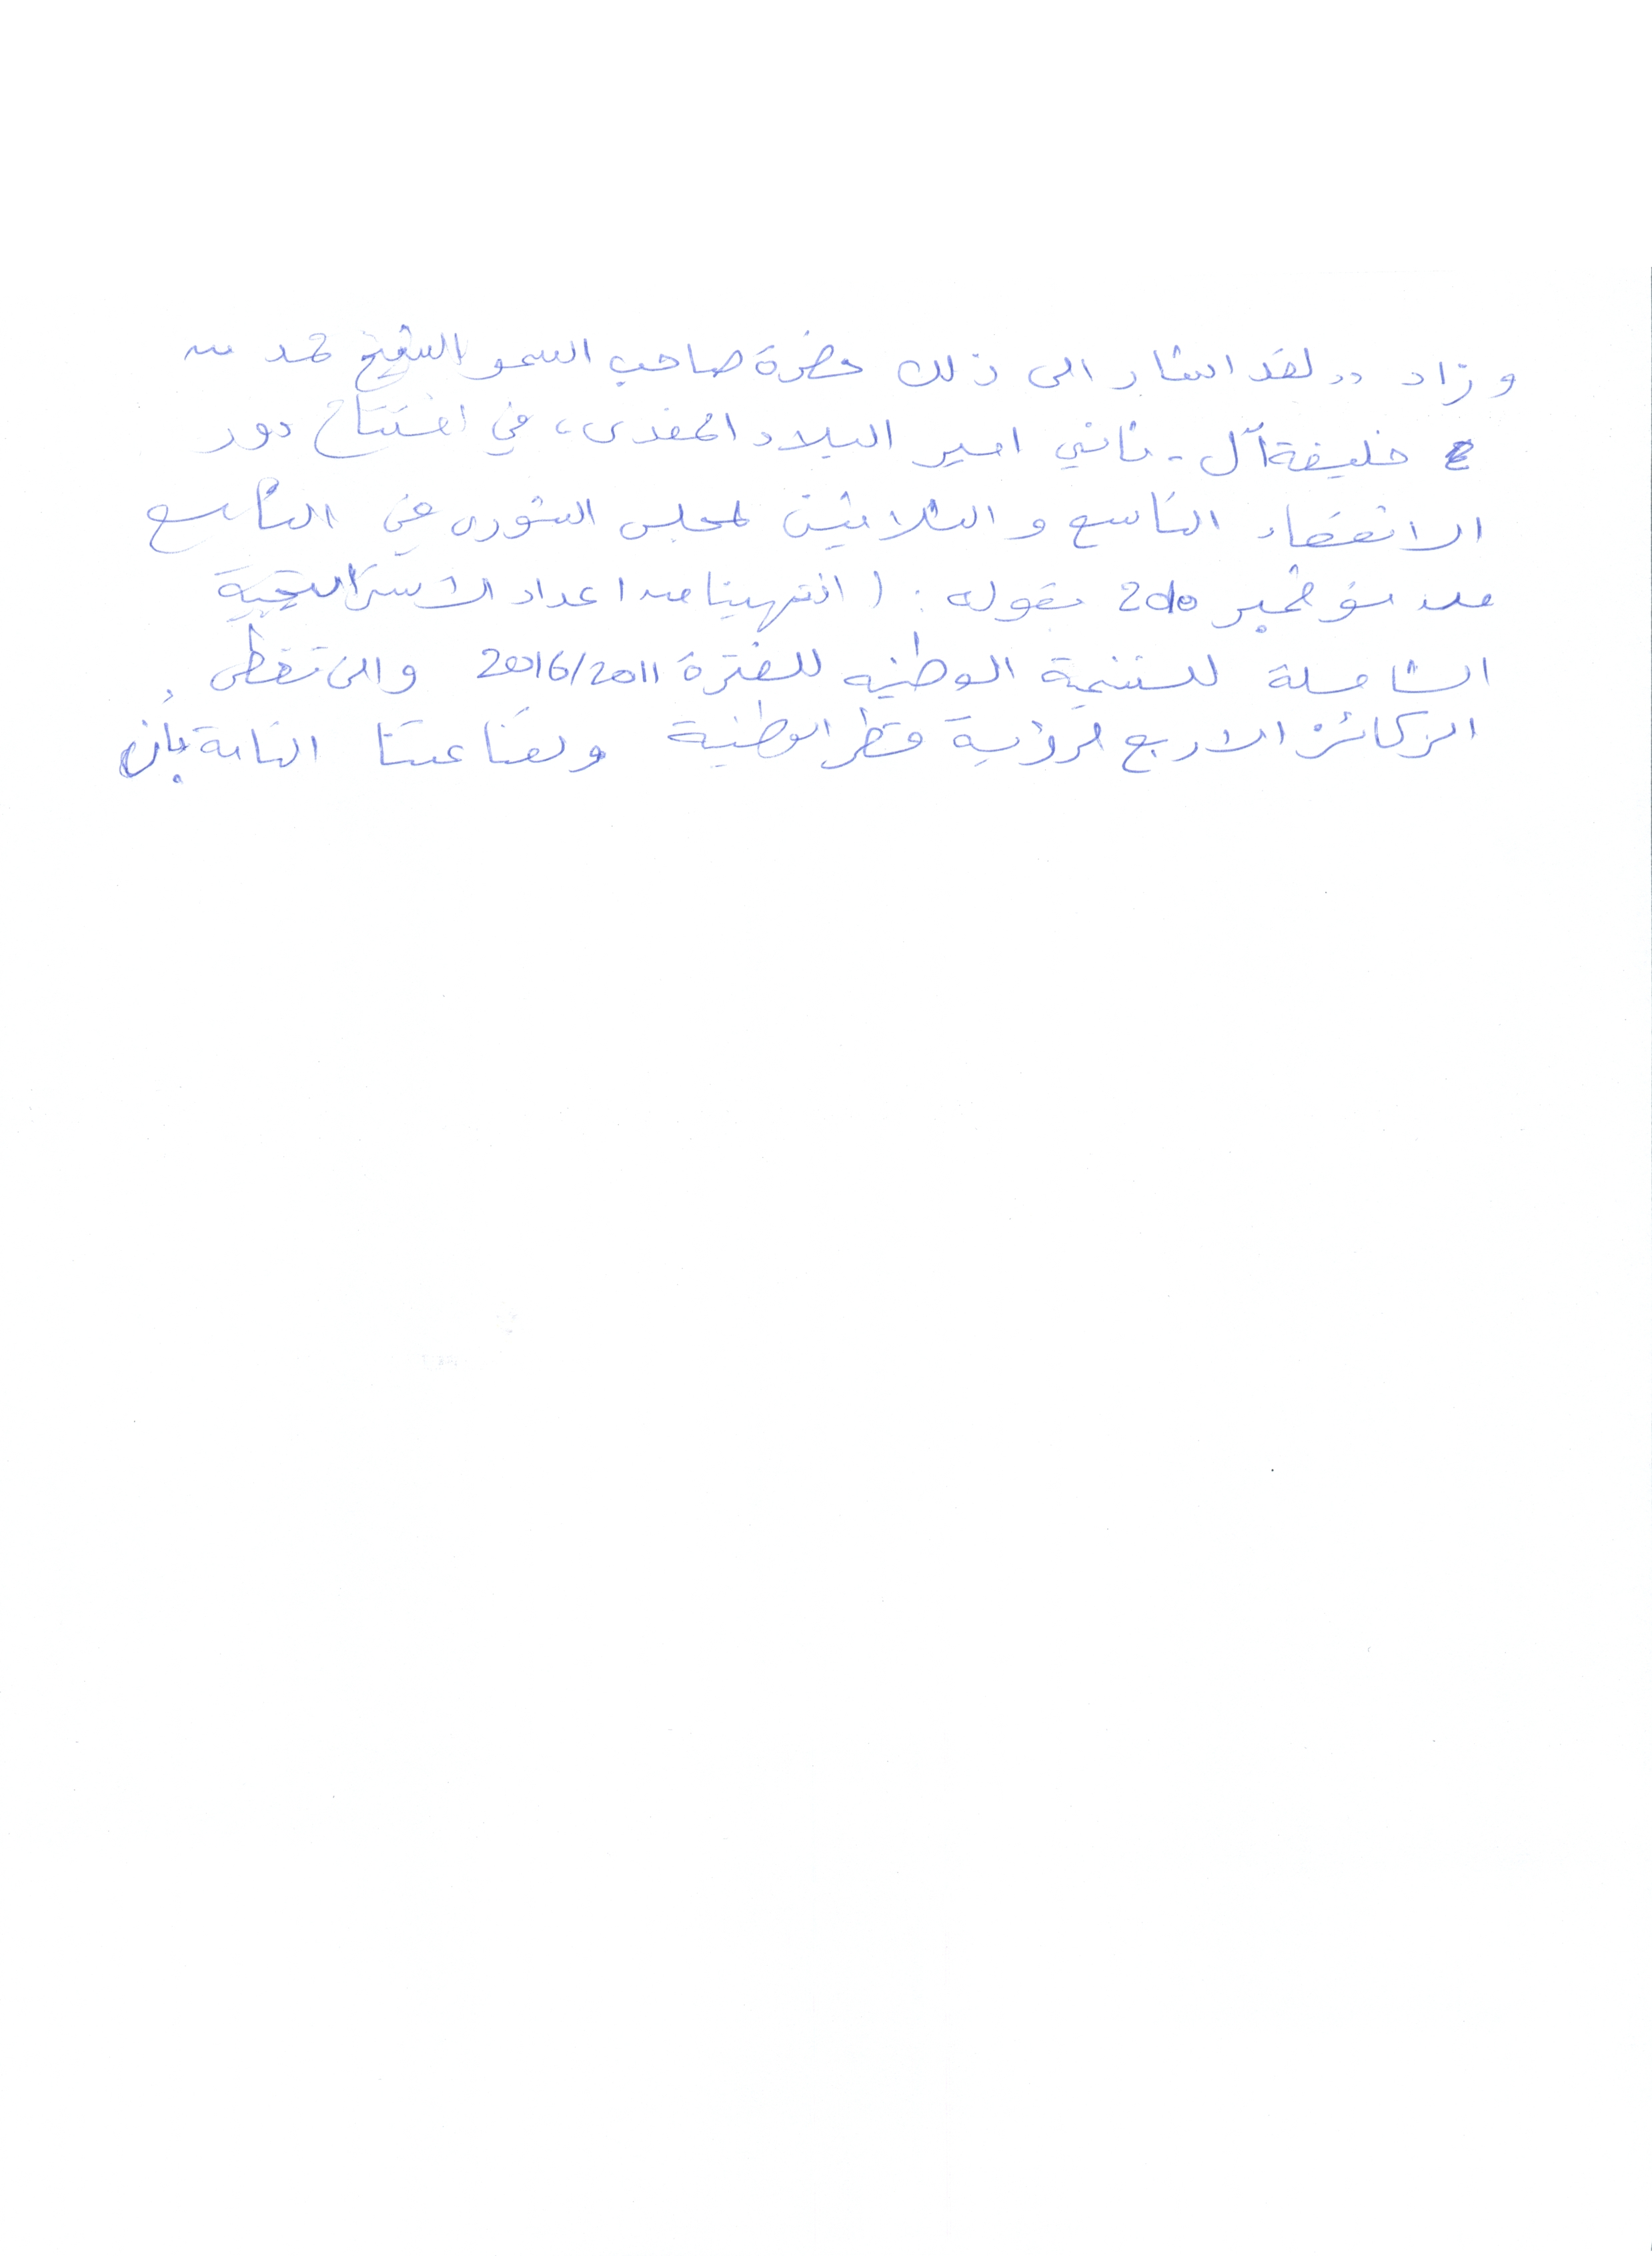 وزاد " لقد اشار الى ذلك حضرة صاحب السمو الشيخ حمد بن
خليفة آل - ثاني امير البلاد المفدى، في افتتاح دور
الانعقاد التاسع والثلاثين لمجلس الشورى في التاسع
من نوفمبر 2010 بقوله : ( انتهينا من اعداد الاستراتيجية
الشاملة للتنمية الوطنية للفترة 2016/2011 والتي تغطي
الركائز الاربع لرؤية قطر الوطنية ولقناعتنا التامة بأن